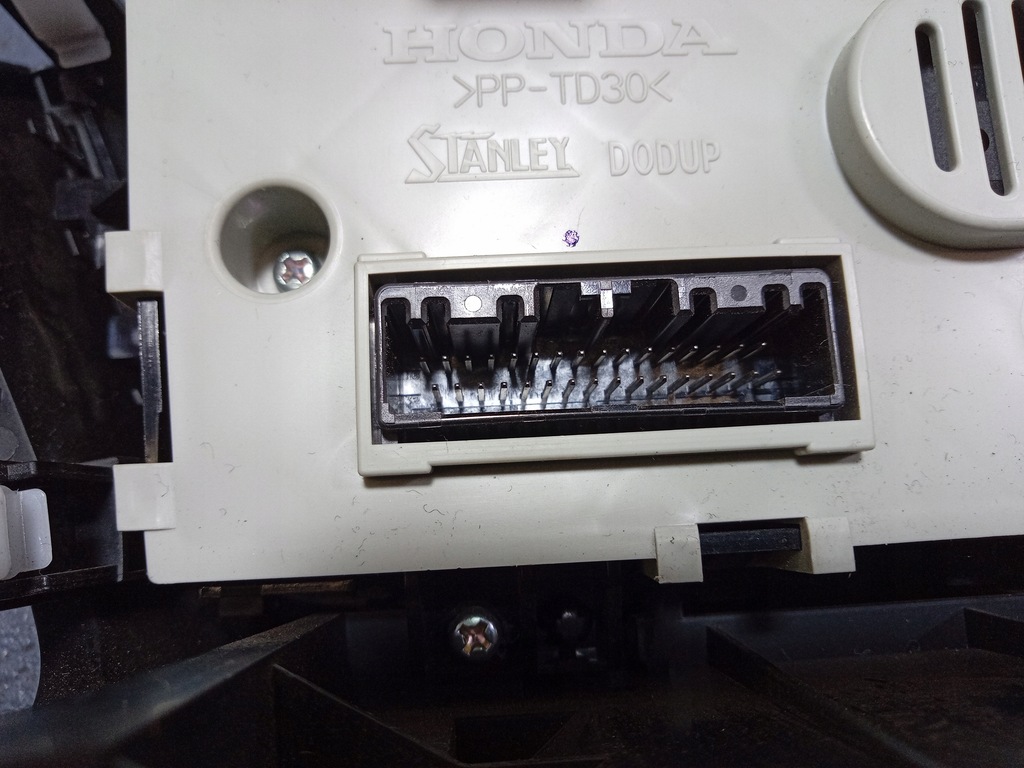 HONDA
>PP-TD30<
STANLEY DODUP